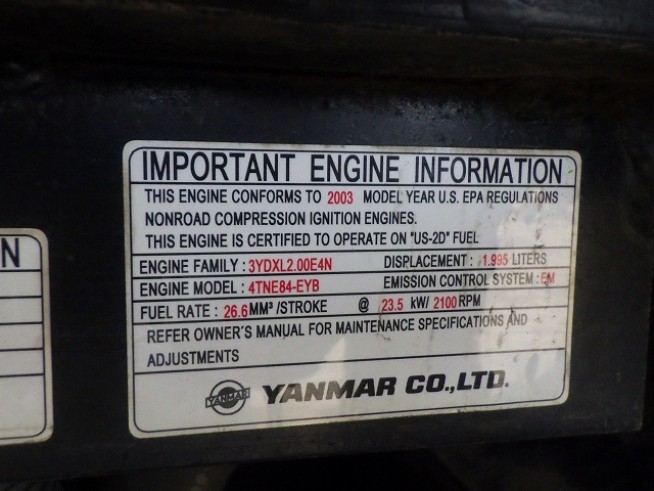 IMPORTANT ENGINE INFORMATION
THIS ENGINE CONFORMS TO 2003 MODEL YEAR U.S. EPA REGULATIONS
NONROAD COMPRESSION IGNITION ENGINES.
THIS ENGINE IS CERTIFIED TO OPERATE ON "US-2D" FUEL
ENGINE FAMILY : 3YDXL2.00E4N DISPLACEMENT : 1.995 LITERS
ENGINE MODEL : 4TNE84-EYB EMISSION CONTROL SYSTEM : EM
FUEL RATE : 26.6 MM³ /STROKE @ 23.5 kW/ 2100 RPM
REFER OWNER'S MANUAL FOR MAINTENANCE SPECIFICATIONS AND
ADJUSTMENTS
YANMAR YANMAR CO.,LTD.
N